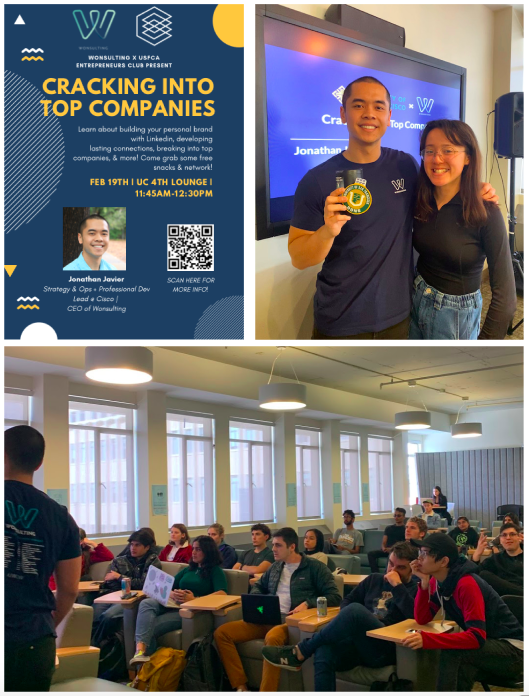 W
WONSULTING
WONSULTING X USFCA
ENTREPRENEURS CLUB PRESENT
CRACKING INTO
TOP COMPANIES
Learn about building your personal brand
with Linkedin, developing
lasting connections, breaking into top
companies, & more! Come grab some free
snacks & network!
FEB 19TH | UC 4TH LOUNGE |
11:45AM-12:30PM
Jonathan Javier
Strategy & Ops + Professional Dev
Lead @ Cisco |
CEO of Wonsulting
SCAN HERE FOR
MORE INFO!
× W
Top Comp
Jonathan
W
W